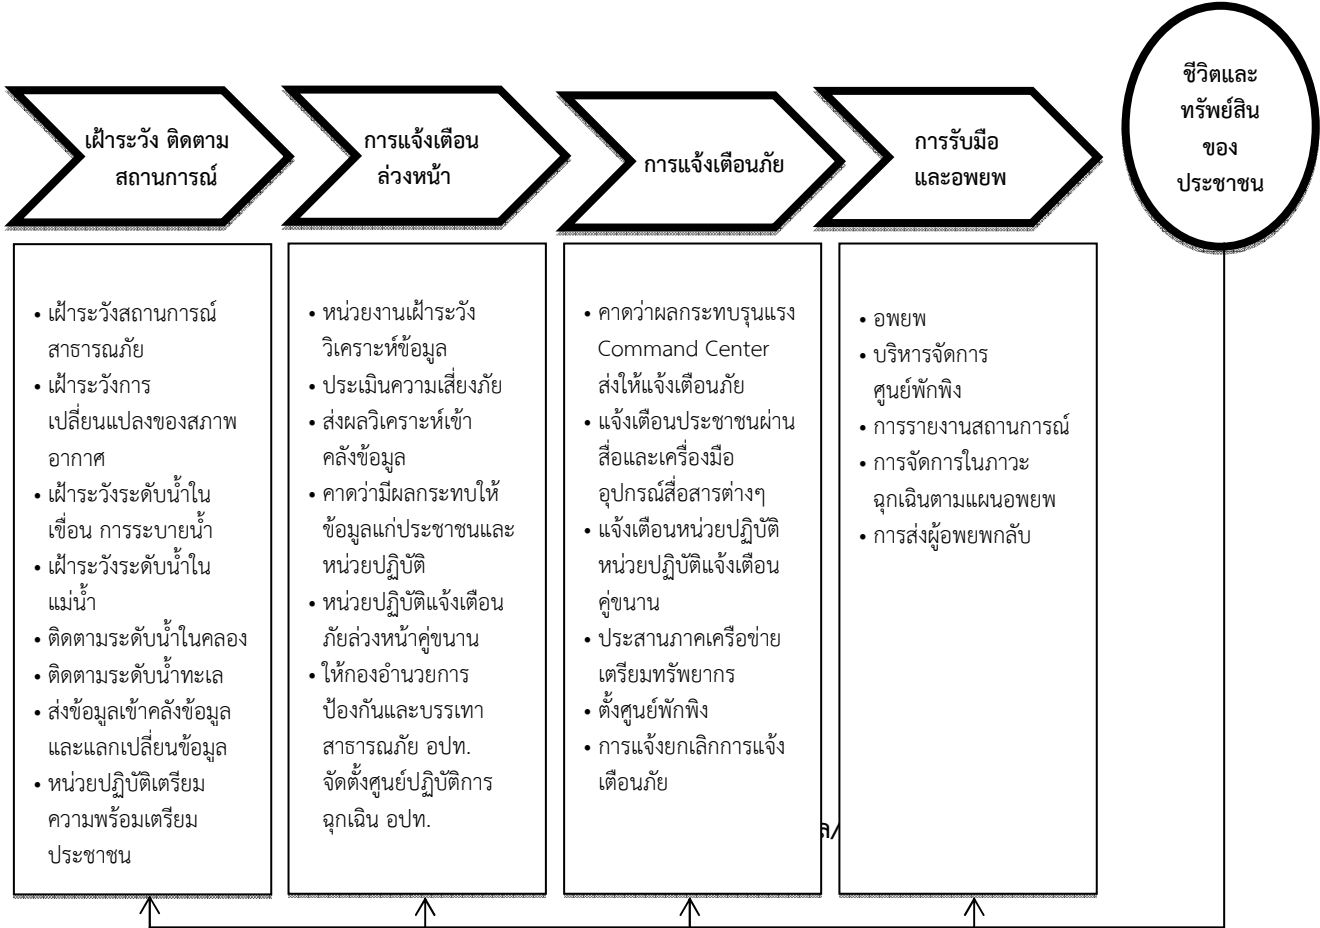 เฝ้าระวัง ติดตาม
สถานการณ์
การแจ้งเตือน
ล่วงหน้า
การแจ้งเตือนภัย
การรับมือ
และอพยพ
ชีวิตและ
ทรัพย์สิน
ของ
ประชาชน
• เฝ้าระวังสถานการณ์
สาธารณภัย
• เฝ้าระวังการ
เปลี่ยนแปลงของสภาพ
อากาศ
• เฝ้าระวังระดับน้ำใน
เขื่อน การระบายน้ำ
• เฝ้าระวังระดับน้ำใน
แม่น้ำ
• ติดตามระดับน้ำในคลอง
• ติดตามระดับน้ำทะเล
• ส่งข้อมูลเข้าคลังข้อมูล
และแลกเปลี่ยนข้อมูล
• หน่วยปฏิบัติเตรียม
ความพร้อมเตรียม
ประชาชน
• หน่วยงานเฝ้าระวัง
วิเคราะห์ข้อมูล
• ประเมินความเสี่ยงภัย
• ส่งผลวิเคราะห์เข้า
คลังข้อมูล
• คาดว่ามีผลกระทบให้
ข้อมูลแก่ประชาชนและ
หน่วยปฏิบัติ
• หน่วยปฏิบัติแจ้งเตือน
ภัยล่วงหน้าคู่ขนาน
• ให้กองอำนวยการ
ป้องกันและบรรเทา
สาธารณภัย อปท.
จัดตั้งศูนย์ปฏิบัติการ
ฉุกเฉิน อปท.
• คาดว่าผลกระทบรุนแรง
Command Center
ส่งให้แจ้งเตือนภัย
• แจ้งเตือนประชาชนผ่าน
สื่อและเครื่องมือ
อุปกรณ์สื่อสารต่างๆ
• แจ้งเตือนหน่วยปฏิบัติ
หน่วยปฏิบัติแจ้งเตือน
คู่ขนาน
• ประสานภาคเครือข่าย
เตรียมทรัพยากร
• ตั้งศูนย์พักพิง
• การแจ้งยกเลิกการแจ้ง
เตือนภัย
• อพยพ
• บริหารจัดการ
ศูนย์พักพิง
• การรายงานสถานการณ์
• การจัดการในภาวะ
ฉุกเฉินตามแผนอพยพ
• การส่งผู้อพยพกลับ